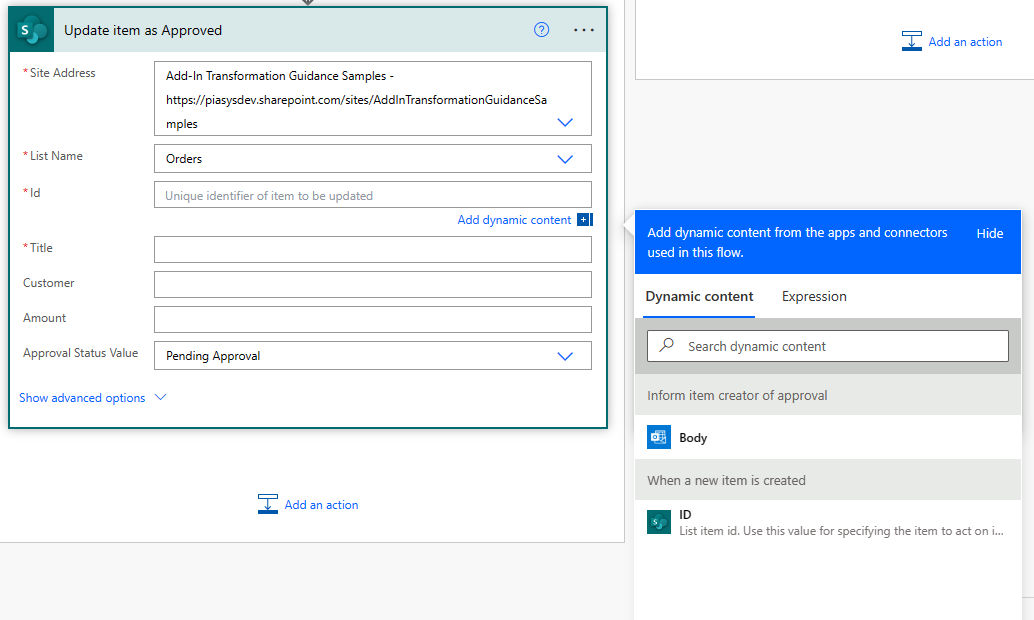 Update item as Approved
* Site Address
Add-In Transformation Guidance Samples -
https://piasysdev.sharepoint.com/sites/AddInTransformationGuidanceSa
mples
* List Name
Orders
* Id
Unique identifier of item to be updated
Add dynamic content
* Title
Customer
Amount
Approval Status Value
Pending Approval
Show advanced options
Add an action
Add an action
Add dynamic content from the apps and connectors
used in this flow.
Hide
Dynamic content
Expression
Search dynamic content
Inform item creator of approval
Body
When a new item is created
ID
List item id. Use this value for specifying the item to act on i...